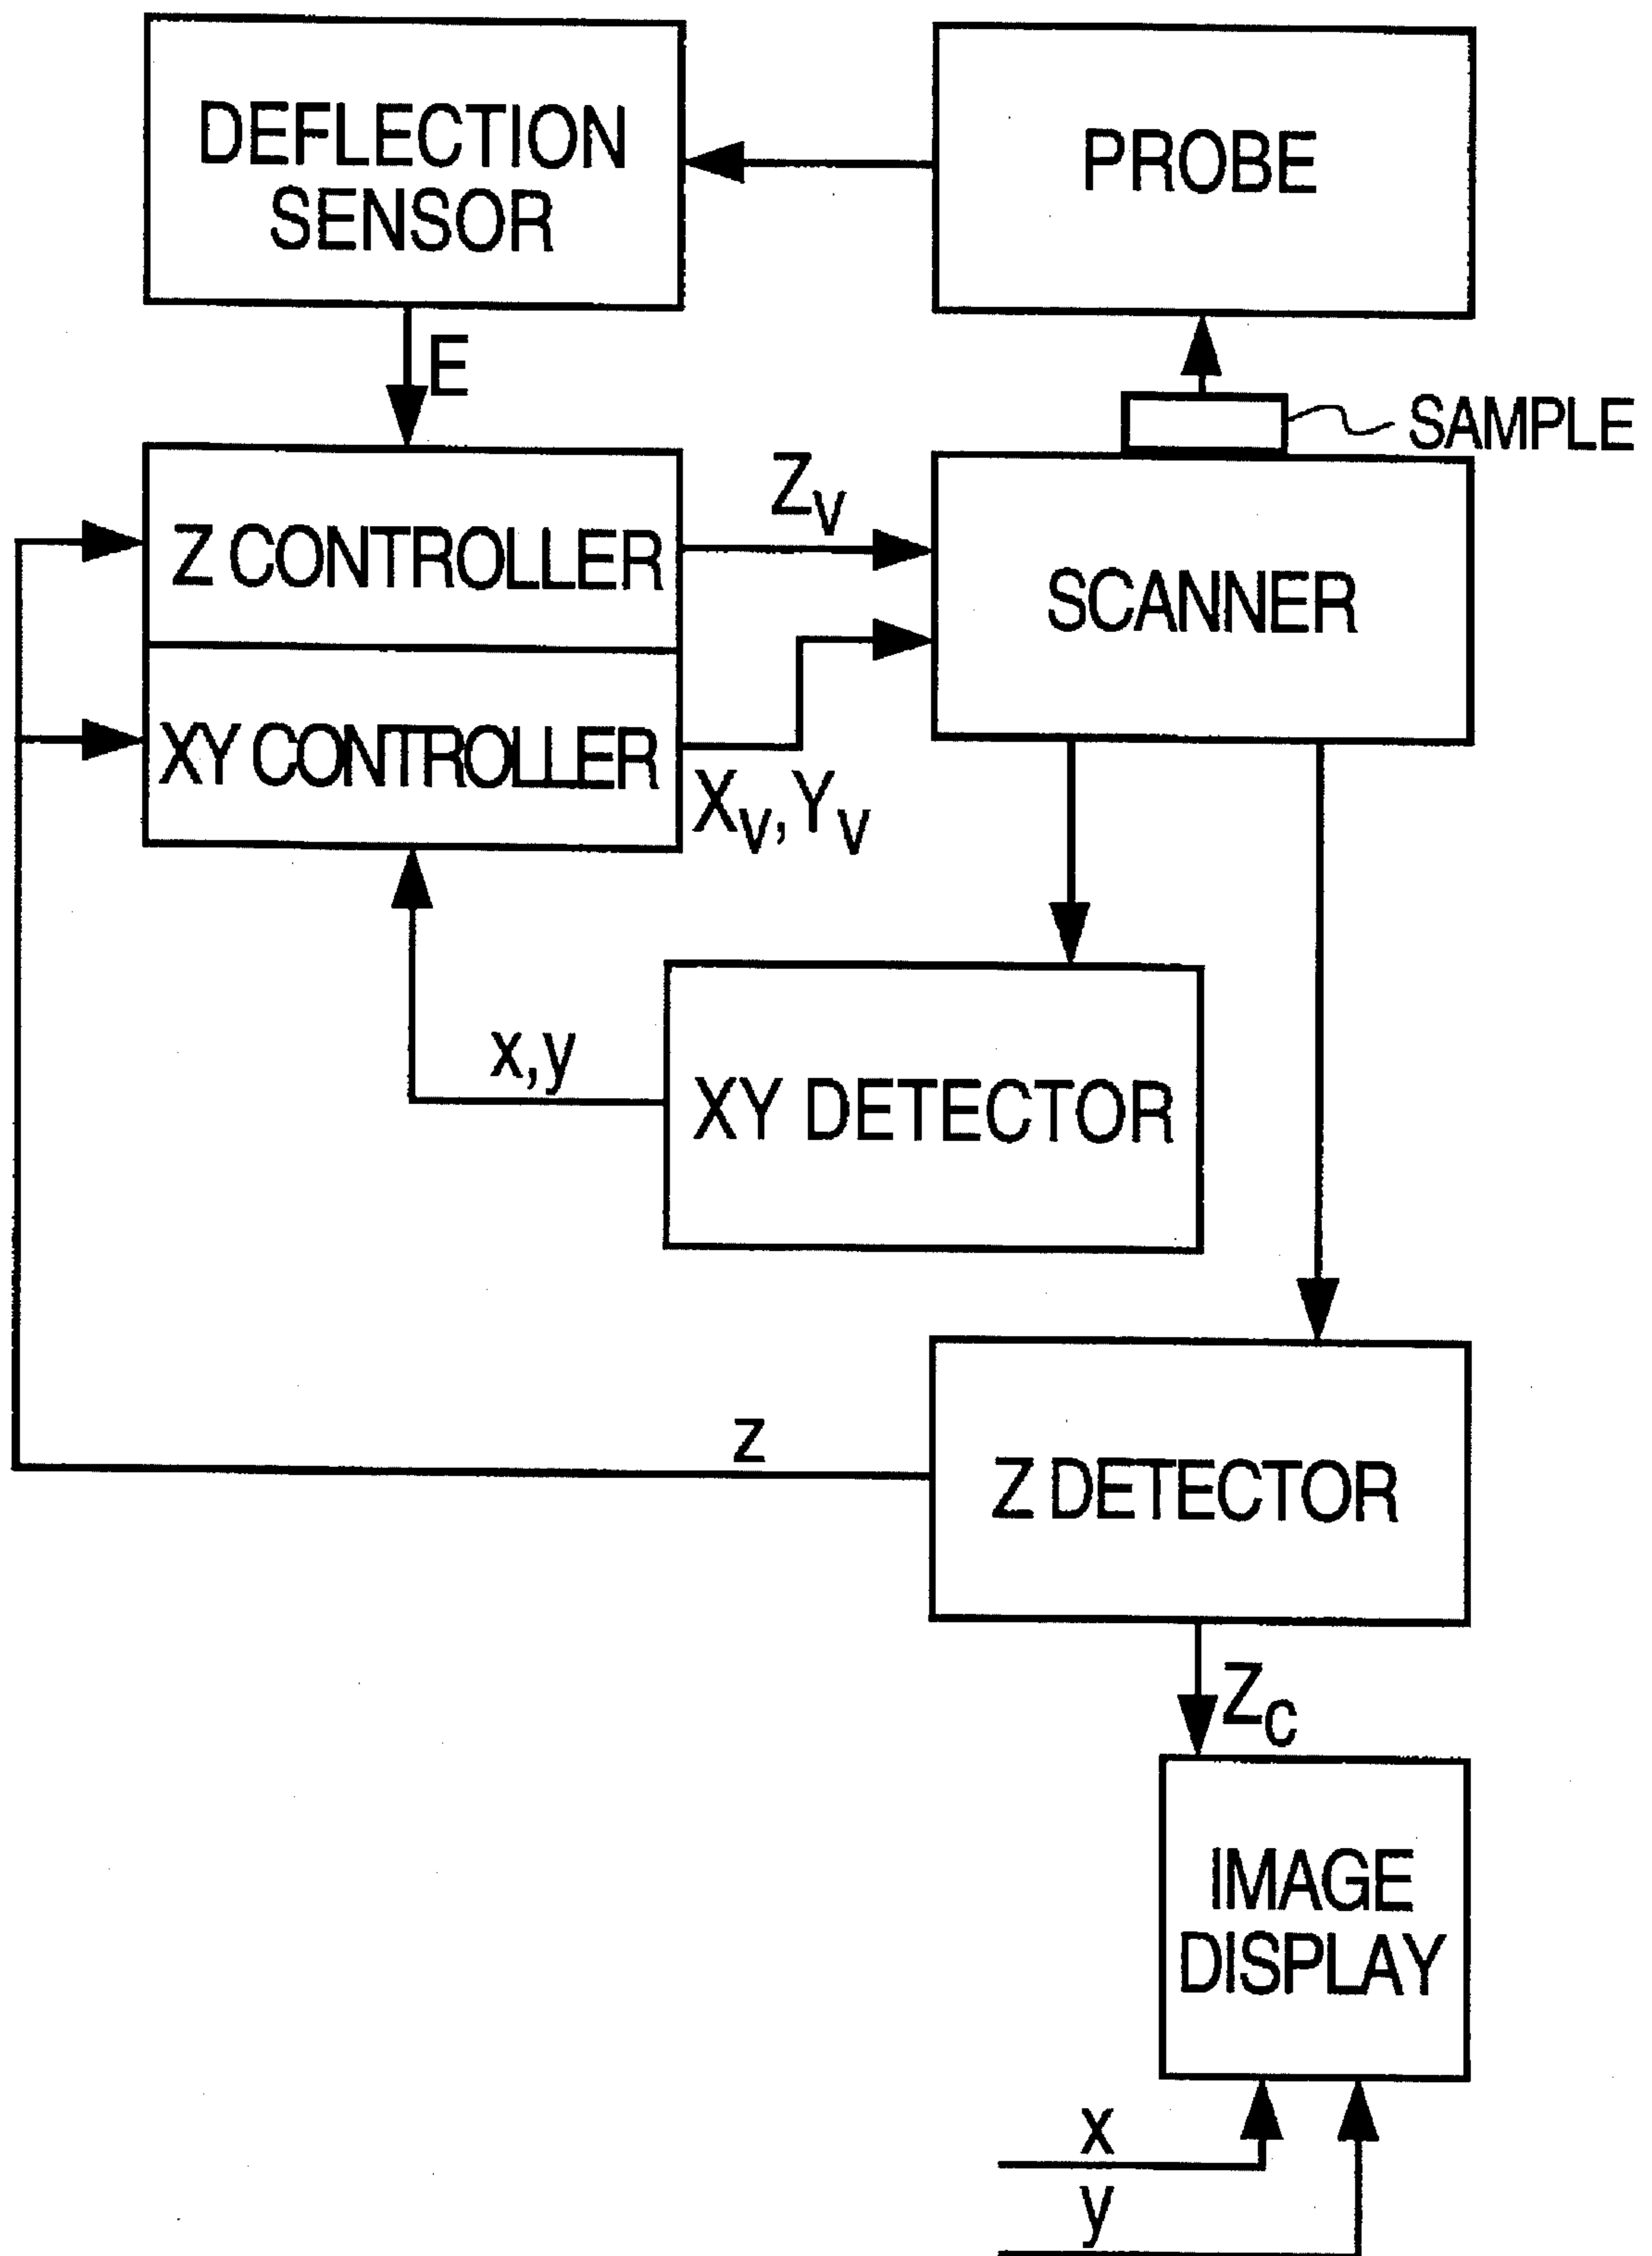 DEFLECTION
SENSOR
PROBE
E
SAMPLE
Z CONTROLLER
Zv
SCANNER
XY CONTROLLER
Xv, Yv
x,y
XY DETECTOR
z
Z DETECTOR
Zc
IMAGE
DISPLAY
x
y